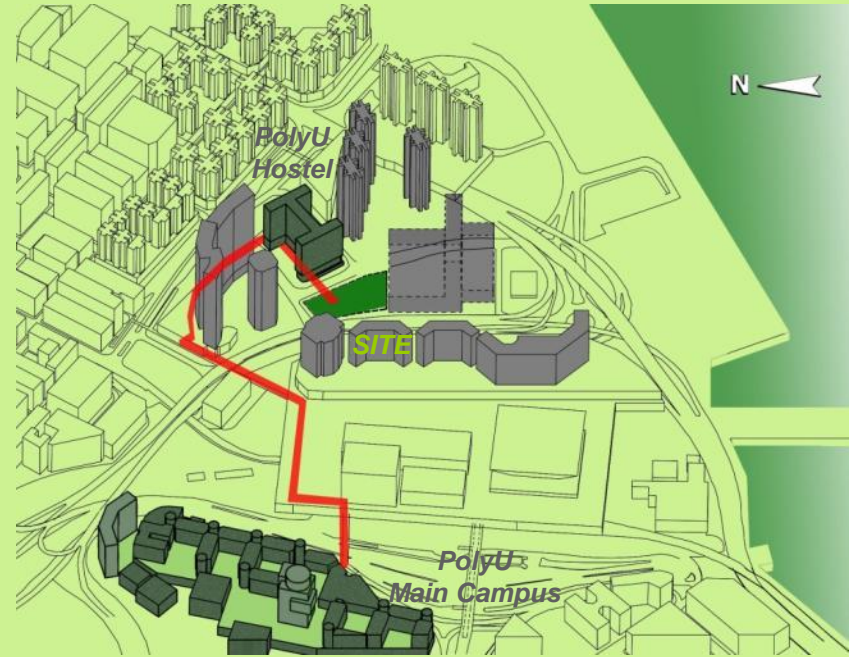 N
PolyU
Hostel
SITE
PolyU
Main Campus